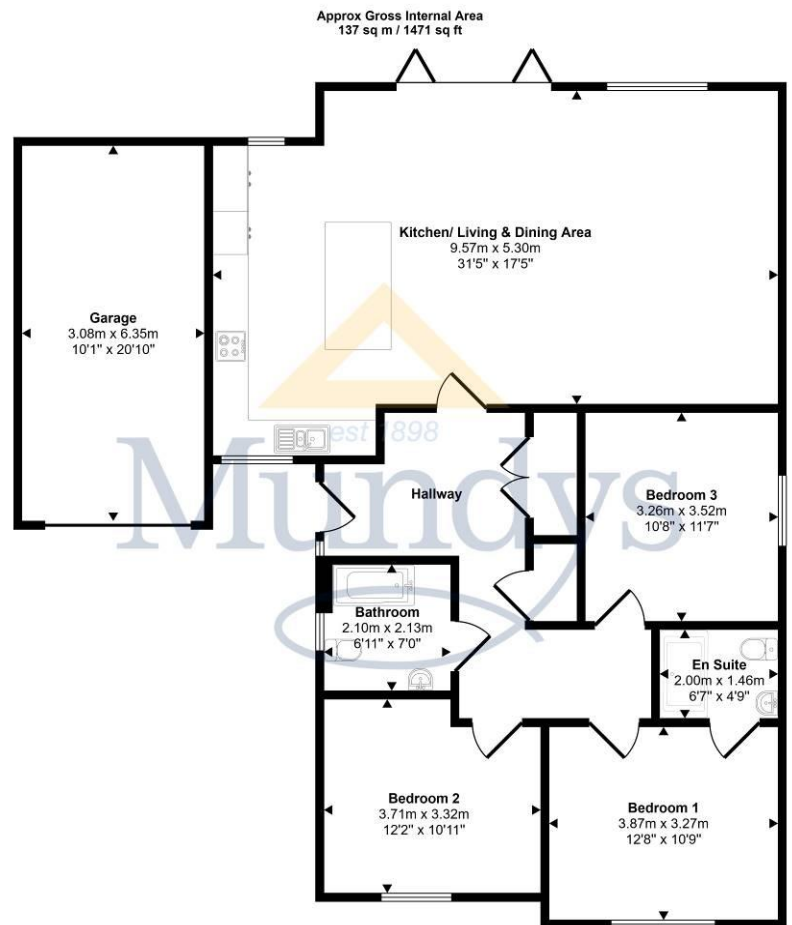 Approx Gross Internal Area
137 sq m / 1471 sq ft
Kitchen/ Living & Dining Area
9.57m x 5.30m
31'5" x 17'5"
Garage
3.08m x 6.35m
10'1" x 20'10"
est 1898
Mundys
Hallway
Bedroom 3
3.26m x 3.52m
10'8" x 11'7"
Bathroom
2.10m x 2.13m
6'11" x 7'0"
En Suite
2.00m x 1.46m
6'7" x 4'9"
Bedroom 2
3.71m x 3.32m
12'2" x 10'11"
Bedroom 1
3.87m x 3.27m
12'8" x 10'9"